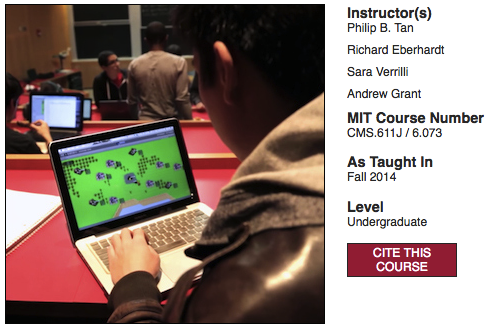 Instructor(s)
Philip B. Tan
Richard Eberhardt
Sara Verrilli
Andrew Grant
MIT Course Number
CMS.611J / 6.073
As Taught In
Fall 2014
Level
Undergraduate
CITE THIS
COURSE